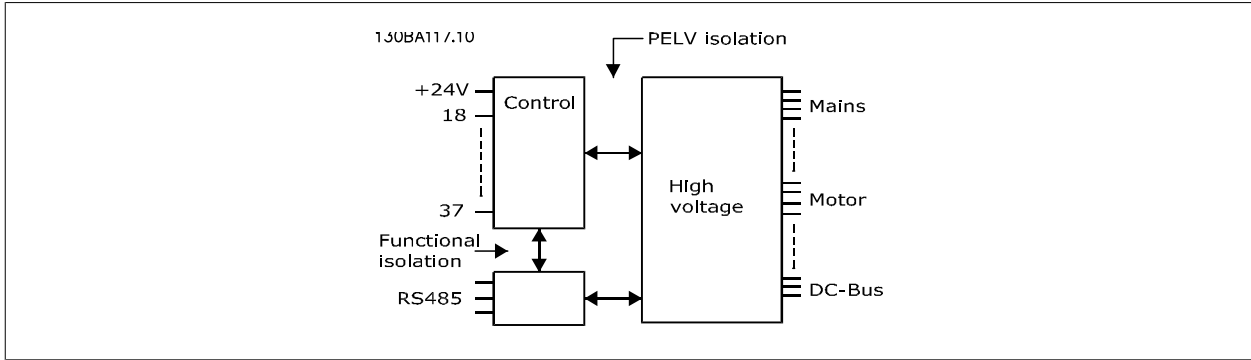 130BA117.10
PELV isolation
+24V
Control
18
Mains
High
voltage
37
Motor
Functional
isolation
RS485
DC-Bus